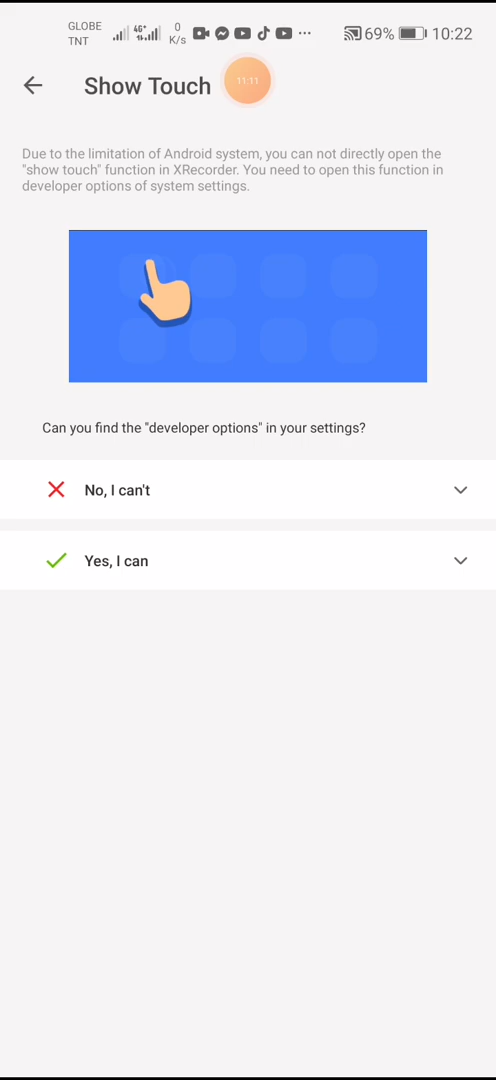 GLOBE
TNT
4G+
0
K/s
69%
10:22
Show Touch
11:11
Due to the limitation of Android system, you can not directly open the
"show touch" function in XRecorder. You need to open this function in
developer options of system settings.
Can you find the "developer options" in your settings?
No, I can't
Yes, I can